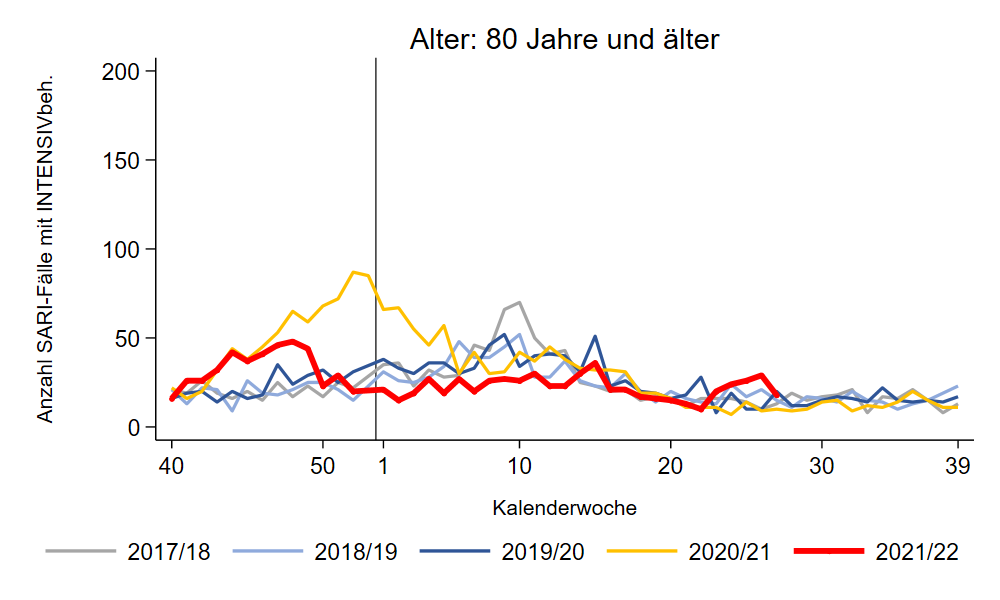 Alter: 80 Jahre und älter
Anzahl SARI-Fälle mit INTENSIVbeh.
200
150
100
50
0
40 50 1 10 20 30 39
Kalenderwoche
2017/18 2018/19 2019/20 2020/21 2021/22